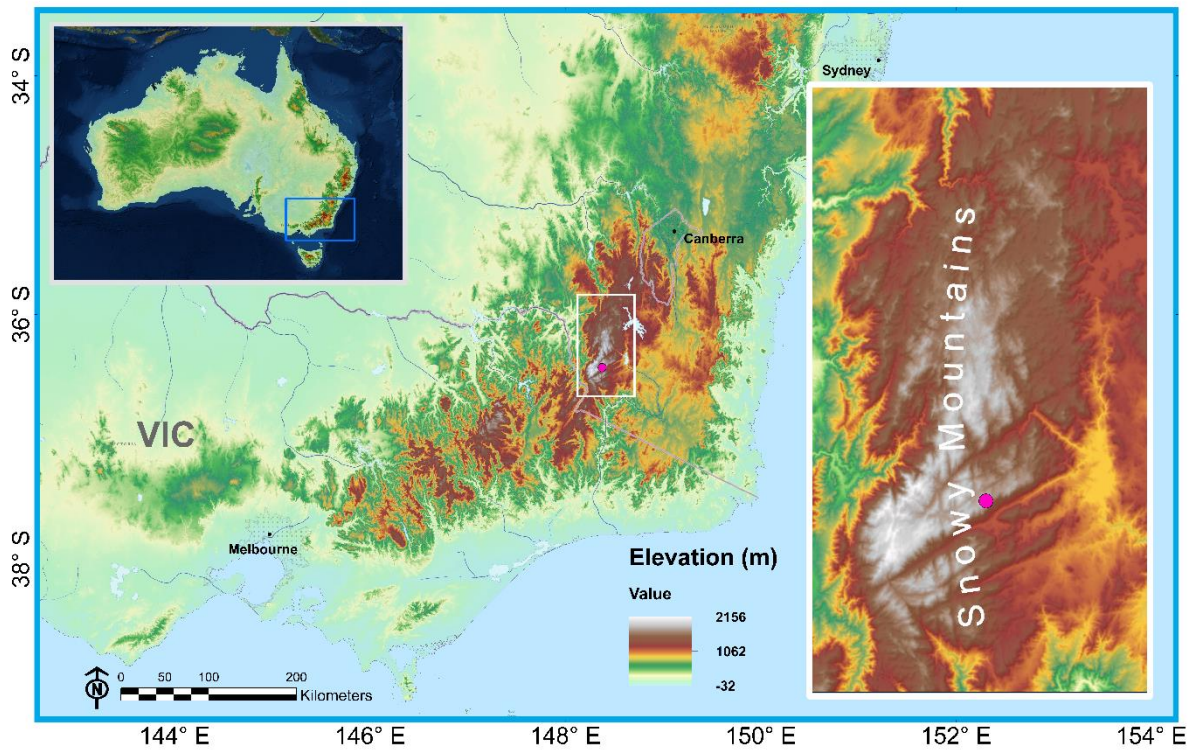 34° S
36° S
38° S
Sydney
Canberra
VIC
Melbourne
Snowy Mountains
Elevation (m)
Value
2156
1062
-32
N
0 50 100 200
Kilometers
144° E 146° E 148° E 150° E 152° E 154° E